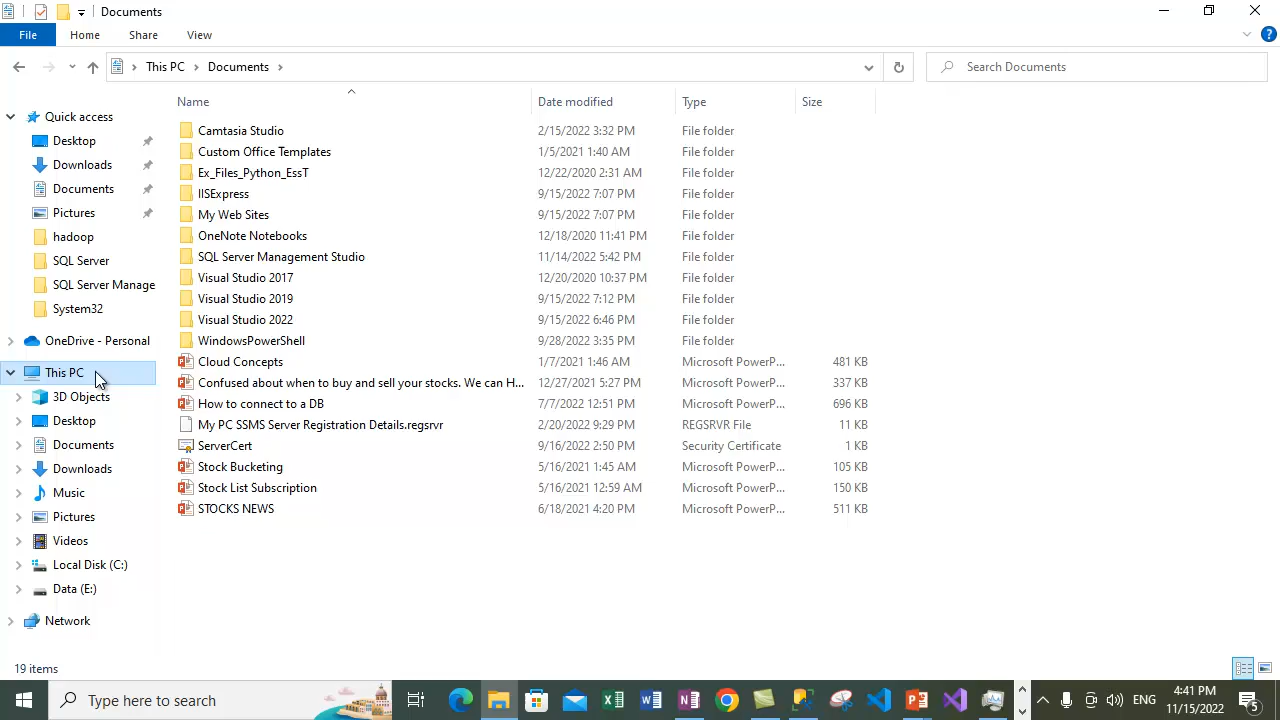 Documents
File Home Share View
This PC Documents
Search Documents
Name Date modified Type Size
Quick access
Desktop
Downloads
Documents
Pictures
hadoop
SQL Server
SQL Server Manage
System32
OneDrive - Personal
This PC
3D Objects
Desktop
Documents
Downloads
Music
Pictures
Videos
Local Disk (C:)
Data (E:)
Network
Camtasia Studio 2/15/2022 3:32 PM File folder
Custom Office Templates 1/5/2021 1:40 AM File folder
Ex_Files_Python_EssT 12/22/2020 2:31 AM File folder
IISExpress 9/15/2022 7:07 PM File folder
My Web Sites 9/15/2022 7:07 PM File folder
OneNote Notebooks 12/18/2020 11:41 PM File folder
SQL Server Management Studio 11/14/2022 5:42 PM File folder
Visual Studio 2017 12/20/2020 10:37 PM File folder
Visual Studio 2019 9/15/2022 7:12 PM File folder
Visual Studio 2022 9/15/2022 6:46 PM File folder
WindowsPowerShell 9/28/2022 3:35 PM File folder
Cloud Concepts 1/7/2021 1:46 AM Microsoft PowerP... 481 KB
Confused about when to buy and sell your stocks. We can H... 12/27/2021 5:27 PM Microsoft PowerP... 337 KB
How to connect to a DB 7/7/2022 12:51 PM Microsoft PowerP... 696 KB
My PC SSMS Server Registration Details.regsrvr 2/20/2022 9:29 PM REGSRVR File 11 KB
ServerCert 9/16/2022 2:50 PM Security Certificate 1 KB
Stock Bucketing 5/16/2021 1:45 AM Microsoft PowerP... 105 KB
Stock List Subscription 5/16/2021 12:59 AM Microsoft PowerP... 150 KB
STOCKS NEWS 6/18/2021 4:20 PM Microsoft PowerP... 511 KB
19 items
Type here to search
ENG
4:41 PM
11/15/2022
5